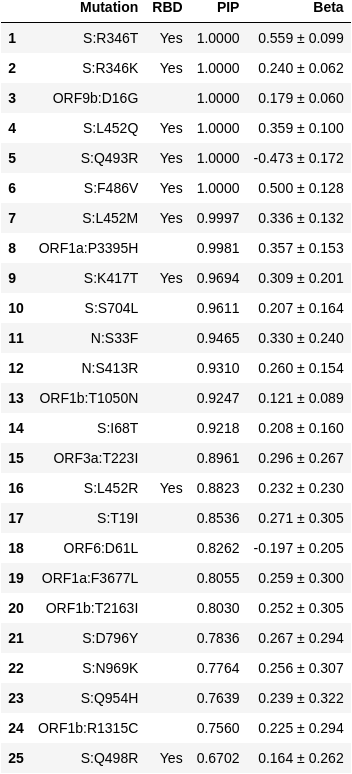 Mutation RBD PIP Beta
1 S:R346T Yes 1.0000 0.559 ± 0.099
2 S:R346K Yes 1.0000 0.240 ± 0.062
3 ORF9b:D16G 1.0000 0.179 ± 0.060
4 S:L452Q Yes 1.0000 0.359 ± 0.100
5 S:Q493R Yes 1.0000 -0.473 ± 0.172
6 S:F486V Yes 1.0000 0.500 ± 0.128
7 S:L452M Yes 0.9997 0.336 ± 0.132
8 ORF1a:P3395H 0.9981 0.357 ± 0.153
9 S:K417T Yes 0.9694 0.309 ± 0.201
10 S:S704L 0.9611 0.207 ± 0.164
11 N:S33F 0.9465 0.330 ± 0.240
12 N:S413R 0.9310 0.260 ± 0.154
13 ORF1b:T1050N 0.9247 0.121 ± 0.089
14 S:I68T 0.9218 0.208 ± 0.160
15 ORF3a:T223I 0.8961 0.296 ± 0.267
16 S:L452R Yes 0.8823 0.232 ± 0.230
17 S:T19I 0.8536 0.271 ± 0.305
18 ORF6:D61L 0.8262 -0.197 ± 0.205
19 ORF1a:F3677L 0.8055 0.259 ± 0.300
20 ORF1b:T2163I 0.8030 0.252 ± 0.305
21 S:D796Y 0.7836 0.267 ± 0.294
22 S:N969K 0.7764 0.256 ± 0.307
23 S:Q954H 0.7639 0.239 ± 0.322
24 ORF1b:R1315C 0.7560 0.225 ± 0.294
25 S:Q498R Yes 0.6702 0.164 ± 0.262